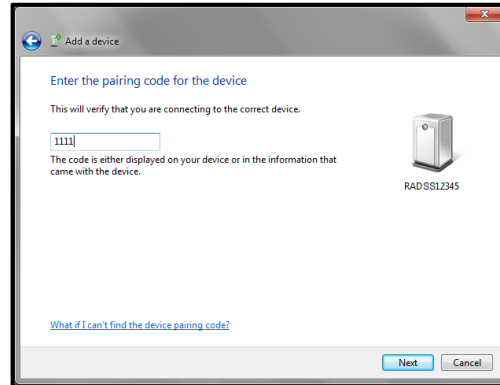 Add a device
Enter the pairing code for the device
This will verify that you are connecting to the correct device.
1111
The code is either displayed on your device or in the information that
came with the device.
RADSS12345
What if I can't find the device pairing code?
Next Cancel